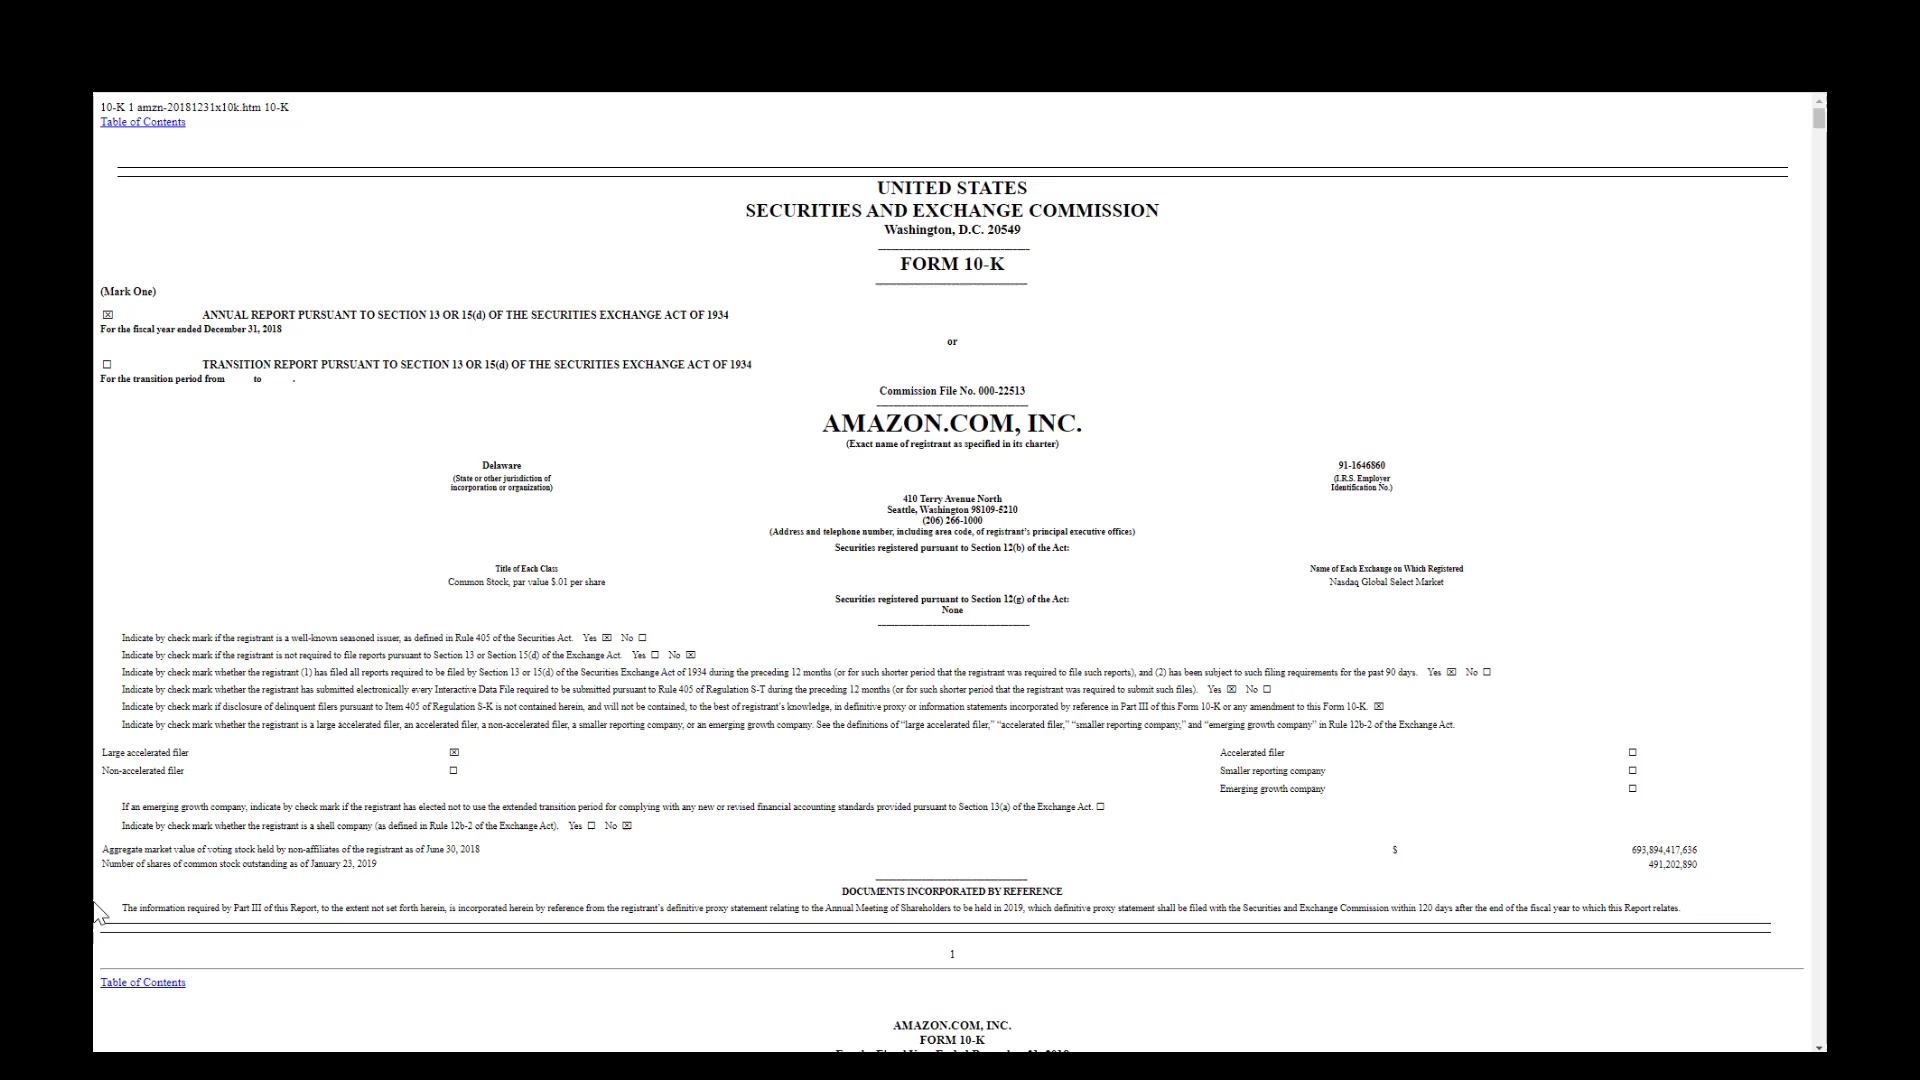 10-K 1 amzn-20181231x10k.htm 10-K
Table of Contents
UNITED STATES
SECURITIES AND EXCHANGE COMMISSION
Washington, D.C. 20549
FORM 10-K
(Mark One)
☒ ANNUAL REPORT PURSUANT TO SECTION 13 OR 15(d) OF THE SECURITIES EXCHANGE ACT OF 1934
For the fiscal year ended December 31, 2018
or
☐ TRANSITION REPORT PURSUANT TO SECTION 13 OR 15(d) OF THE SECURITIES EXCHANGE ACT OF 1934
For the transition period from to .
Commission File No. 000-22513
AMAZON.COM, INC.
(Exact name of registrant as specified in its charter)
Delaware 91-1646860
(State or other jurisdiction of (I.R.S. Employer
incorporation or organization) Identification No.)
410 Terry Avenue North
Seattle, Washington 98109-5210
(206) 266-1000
(Address and telephone number, including area code, of registrant’s principal executive offices)
Securities registered pursuant to Section 12(b) of the Act:
Title of Each Class Name of Each Exchange on Which Registered
Common Stock, par value $.01 per share Nasdaq Global Select Market
Securities registered pursuant to Section 12(g) of the Act:
None
Indicate by check mark if the registrant is a well-known seasoned issuer, as defined in Rule 405 of the Securities Act. Yes ☒ No ☐
Indicate by check mark if the registrant is not required to file reports pursuant to Section 13 or Section 15(d) of the Exchange Act. Yes ☐ No ☒
Indicate by check mark whether the registrant (1) has filed all reports required to be filed by Section 13 or 15(d) of the Securities Exchange Act of 1934 during the preceding 12 months (or for such shorter period that the registrant was required to file such reports), and (2) has been subject to such filing requirements for the past 90 days. Yes ☒ No ☐
Indicate by check mark whether the registrant has submitted electronically every Interactive Data File required to be submitted pursuant to Rule 405 of Regulation S-T during the preceding 12 months (or for such shorter period that the registrant was required to submit such files). Yes ☒ No ☐
Indicate by check mark if disclosure of delinquent filers pursuant to Item 405 of Regulation S-K is not contained herein, and will not be contained, to the best of registrant’s knowledge, in definitive proxy or information statements incorporated by reference in Part III of this Form 10-K or any amendment to this Form 10-K. ☒
Indicate by check mark whether the registrant is a large accelerated filer, an accelerated filer, a non-accelerated filer, a smaller reporting company, or an emerging growth company. See the definitions of “large accelerated filer,” “accelerated filer,” “smaller reporting company,” and “emerging growth company” in Rule 12b-2 of the Exchange Act.
Large accelerated filer ☒ Accelerated filer ☐
Non-accelerated filer ☐ Smaller reporting company ☐
Emerging growth company ☐
If an emerging growth company, indicate by check mark if the registrant has elected not to use the extended transition period for complying with any new or revised financial accounting standards provided pursuant to Section 13(a) of the Exchange Act. ☐
Indicate by check mark whether the registrant is a shell company (as defined in Rule 12b-2 of the Exchange Act). Yes ☐ No ☒
Aggregate market value of voting stock held by non-affiliates of the registrant as of June 30, 2018 $ 693,894,417,636
Number of shares of common stock outstanding as of January 23, 2019 491,202,890
DOCUMENTS INCORPORATED BY REFERENCE
The information required by Part III of this Report, to the extent not set forth herein, is incorporated herein by reference from the registrant’s definitive proxy statement relating to the Annual Meeting of Shareholders to be held in 2019, which definitive proxy statement shall be filed with the Securities and Exchange Commission within 120 days after the end of the fiscal year to which this Report relates.
1
Table of Contents
AMAZON.COM, INC.
FORM 10-K